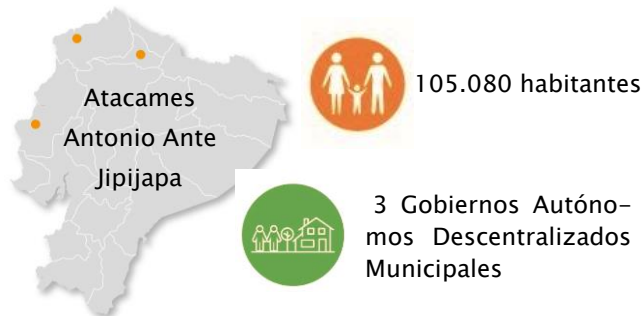 Atacames
Antonio Ante
Jipijapa
105.080 habitantes
3 Gobiernos Autóno-
mos Descentralizados
Municipales